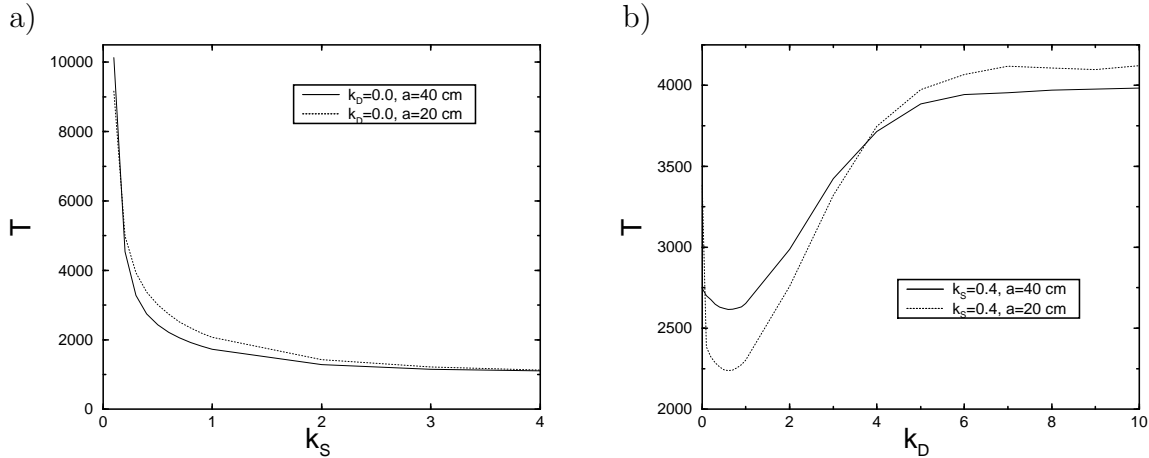 a)
10000
8000
6000
4000
2000
0
T
0 1 2 3 4
k_S
k_D=0.0, a=40 cm
k_D=0.0, a=20 cm
b)
4000
3500
3000
2500
2000
T
0 2 4 6 8 10
k_D
k_S=0.4, a=40 cm
k_S=0.4, a=20 cm